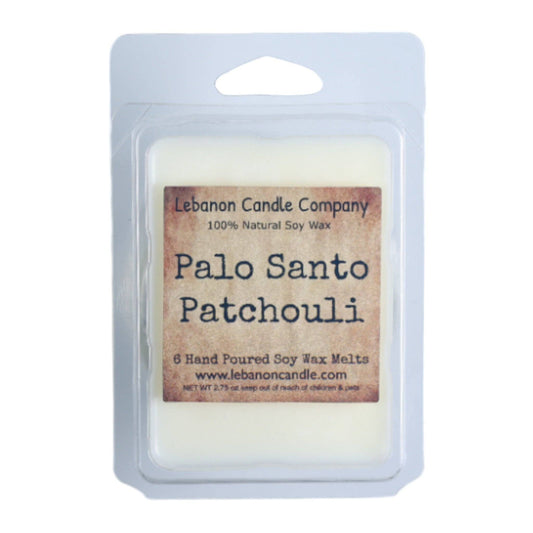 Lebanon Candle Company
100% Natural Soy Wax
Palo Santo
Patchouli
6 Hand Poured Soy Wax Melts
www.lebanoncandle.com
NET WT 2.75 oz keep out of reach of children & pets